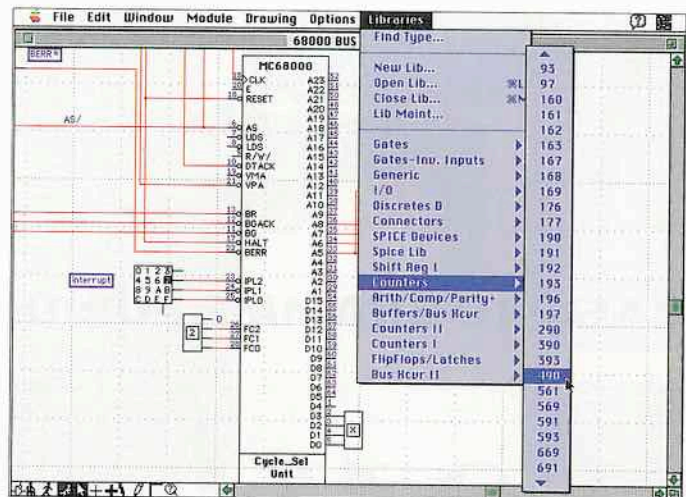 File Edit Window Module Drawing Options Libraries
68000 BUS
BERR
AS/
Interrupt
0 1 2 3
4 5 6 7
8 9 A B
C D E F
MC68000
CLK
E
RESET
AS
UDS
LDS
R/W/
DTACK
VMA
VPA
BR
BGACK
BG
HALT
BERR
IPL2
IPL1
IPL0
0
2
FC2
FC1
FC0
A23
A22
A21
A20
A19
A18
A17
A16
A15
A14
A13
A12
A11
A10
A9
A8
A7
A6
A5
A4
A3
A2
A1
D15
D14
D13
D12
D11
D10
D9
D8
D7
D6
D5
D4
D3
D2
D1
D0
X
Cycle_Sel
Unit
Find Type...
New Lib...
Open Lib... ⌘L
Close Lib...
Lib Maint...
Gates
Gates-Inv. Inputs
Generic
I/O
Discretes D
Connectors
SPICE Devices
Spice Lib
Shift Reg I
Counters
Arith/Comp/Parity+
Buffers/Bus Xcvr
Counters II
Counters I
FlipFlops/Latches
Bus Xcvr II
93
97
160
161
162
163
167
168
169
176
177
190
191
192
193
196
197
290
390
393
490
561
569
591
593
669
691